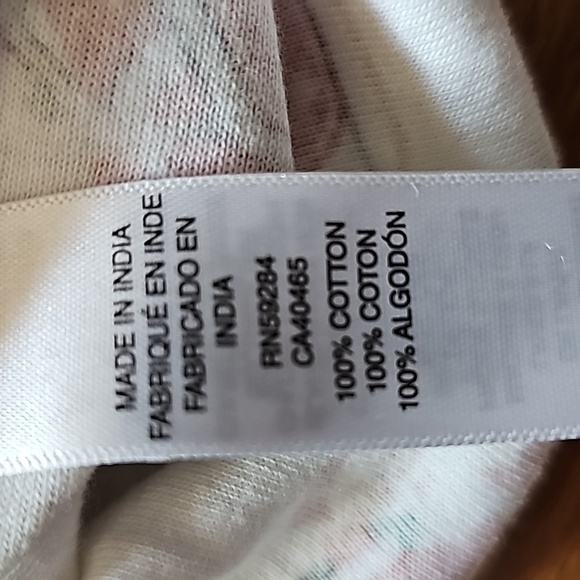 MADE IN INDIA
FABRIQUÉ EN INDE
FABRICADO EN
INDIA
RN59284
CA40465
100% COTTON
100% COTON
100% ALGODÓN